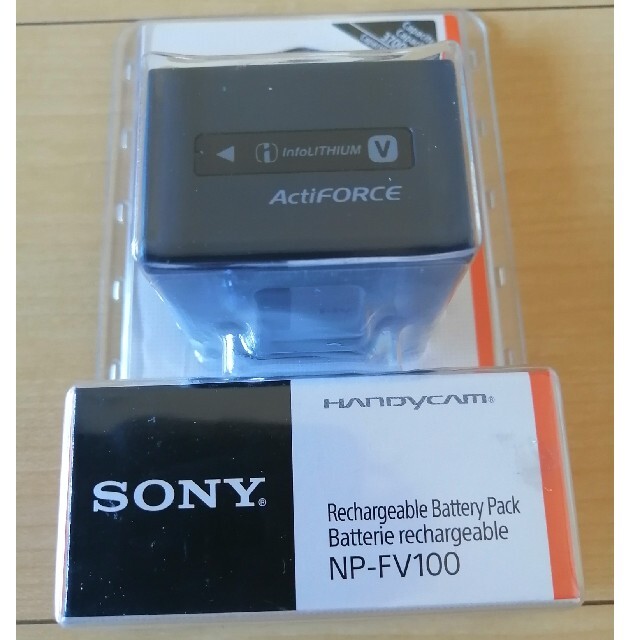 InfoLITHIUM V
ActiFORCE
HANDYCAM®
SONY®
Rechargeable Battery Pack
Batterie rechargeable
NP-FV100